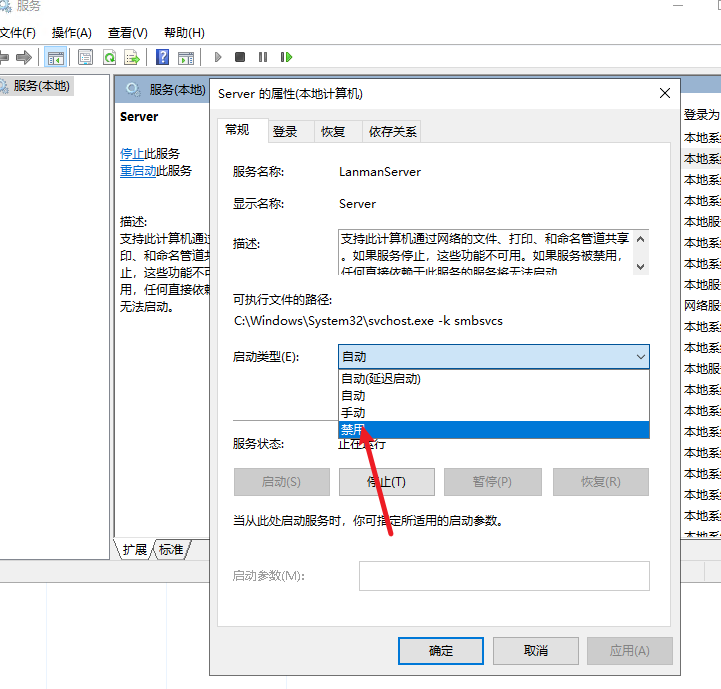 服务
文件(F) 操作(A) 查看(V) 帮助(H)
服务(本地)
服务(本地)
Server
停止此服务
重启动此服务
描述:
支持此计算机通过
印、和命名管道共
止，这些功能不可
用，任何直接依赖
无法启动。
扩展 标准
Server 的属性(本地计算机)
常规 登录 恢复 依存关系
服务名称: LanmanServer
显示名称: Server
描述:
支持此计算机通过网络的文件、打印、和命名管道共享
。如果服务停止，这些功能不可用。如果服务被禁用，
任何直接依赖于此服务的服务将无法启动
可执行文件的路径:
C:\Windows\System32\svchost.exe -k smbsvcs
启动类型(E): 自动
自动(延迟启动)
自动
手动
禁用
服务状态: 正在运行
启动(S) 停止(T) 暂停(P) 恢复(R)
当从此处启动服务时，你可指定所适用的启动参数。
启动参数(M):
确定 取消 应用(A)
登录为
本地系
本地系
本地系
本地系
本地服
本地系
本地系
本地服
网络服
本地系
本地系
本地服
本地系
本地系
本地系
本地系
本地系
本地系
本地系
本地系